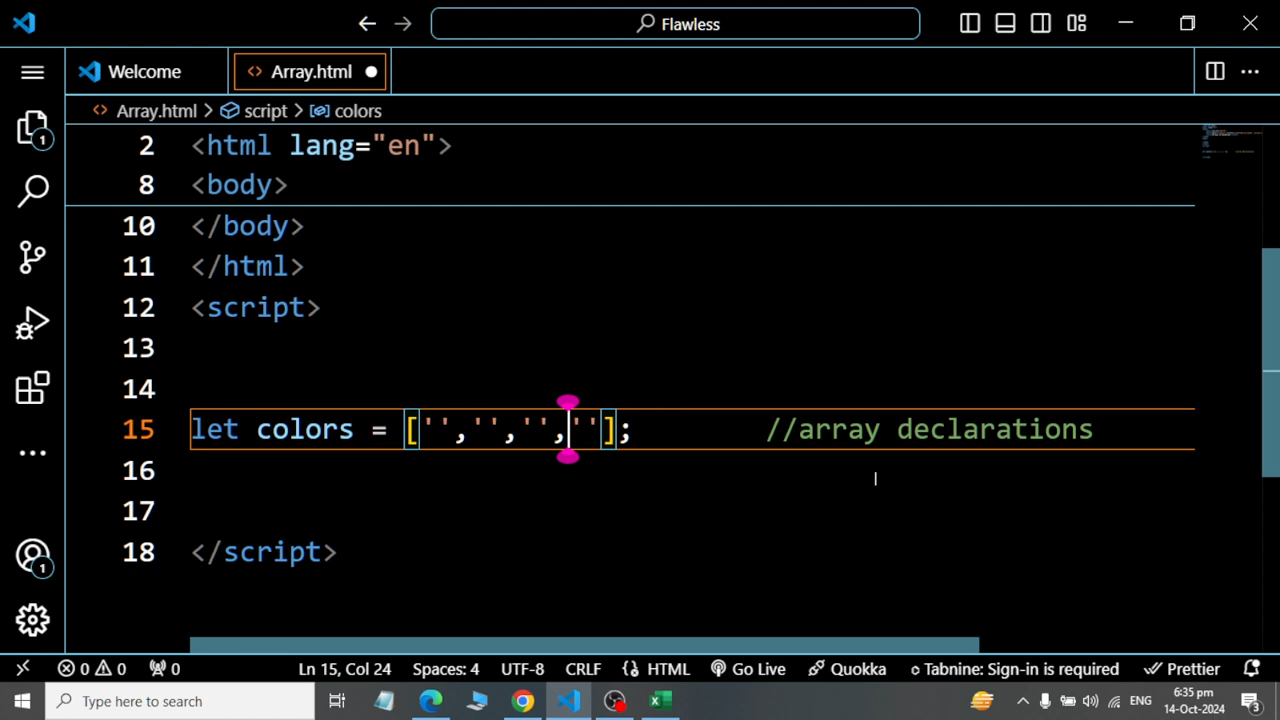 Flawless
Welcome
Array.html
Array.html > script > colors
2 <html lang="en">
8 <body>
10 </body>
11 </html>
12 <script>
13
14
15 let colors = ['','','','']; //array declarations
16
17
18 </script>
1
1
0 0 0 Ln 15, Col 24 Spaces: 4 UTF-8 CRLF HTML Go Live Quokka Tabnine: Sign-in is required Prettier
Type here to search
ENG
6:35 pm
14-Oct-2024
3